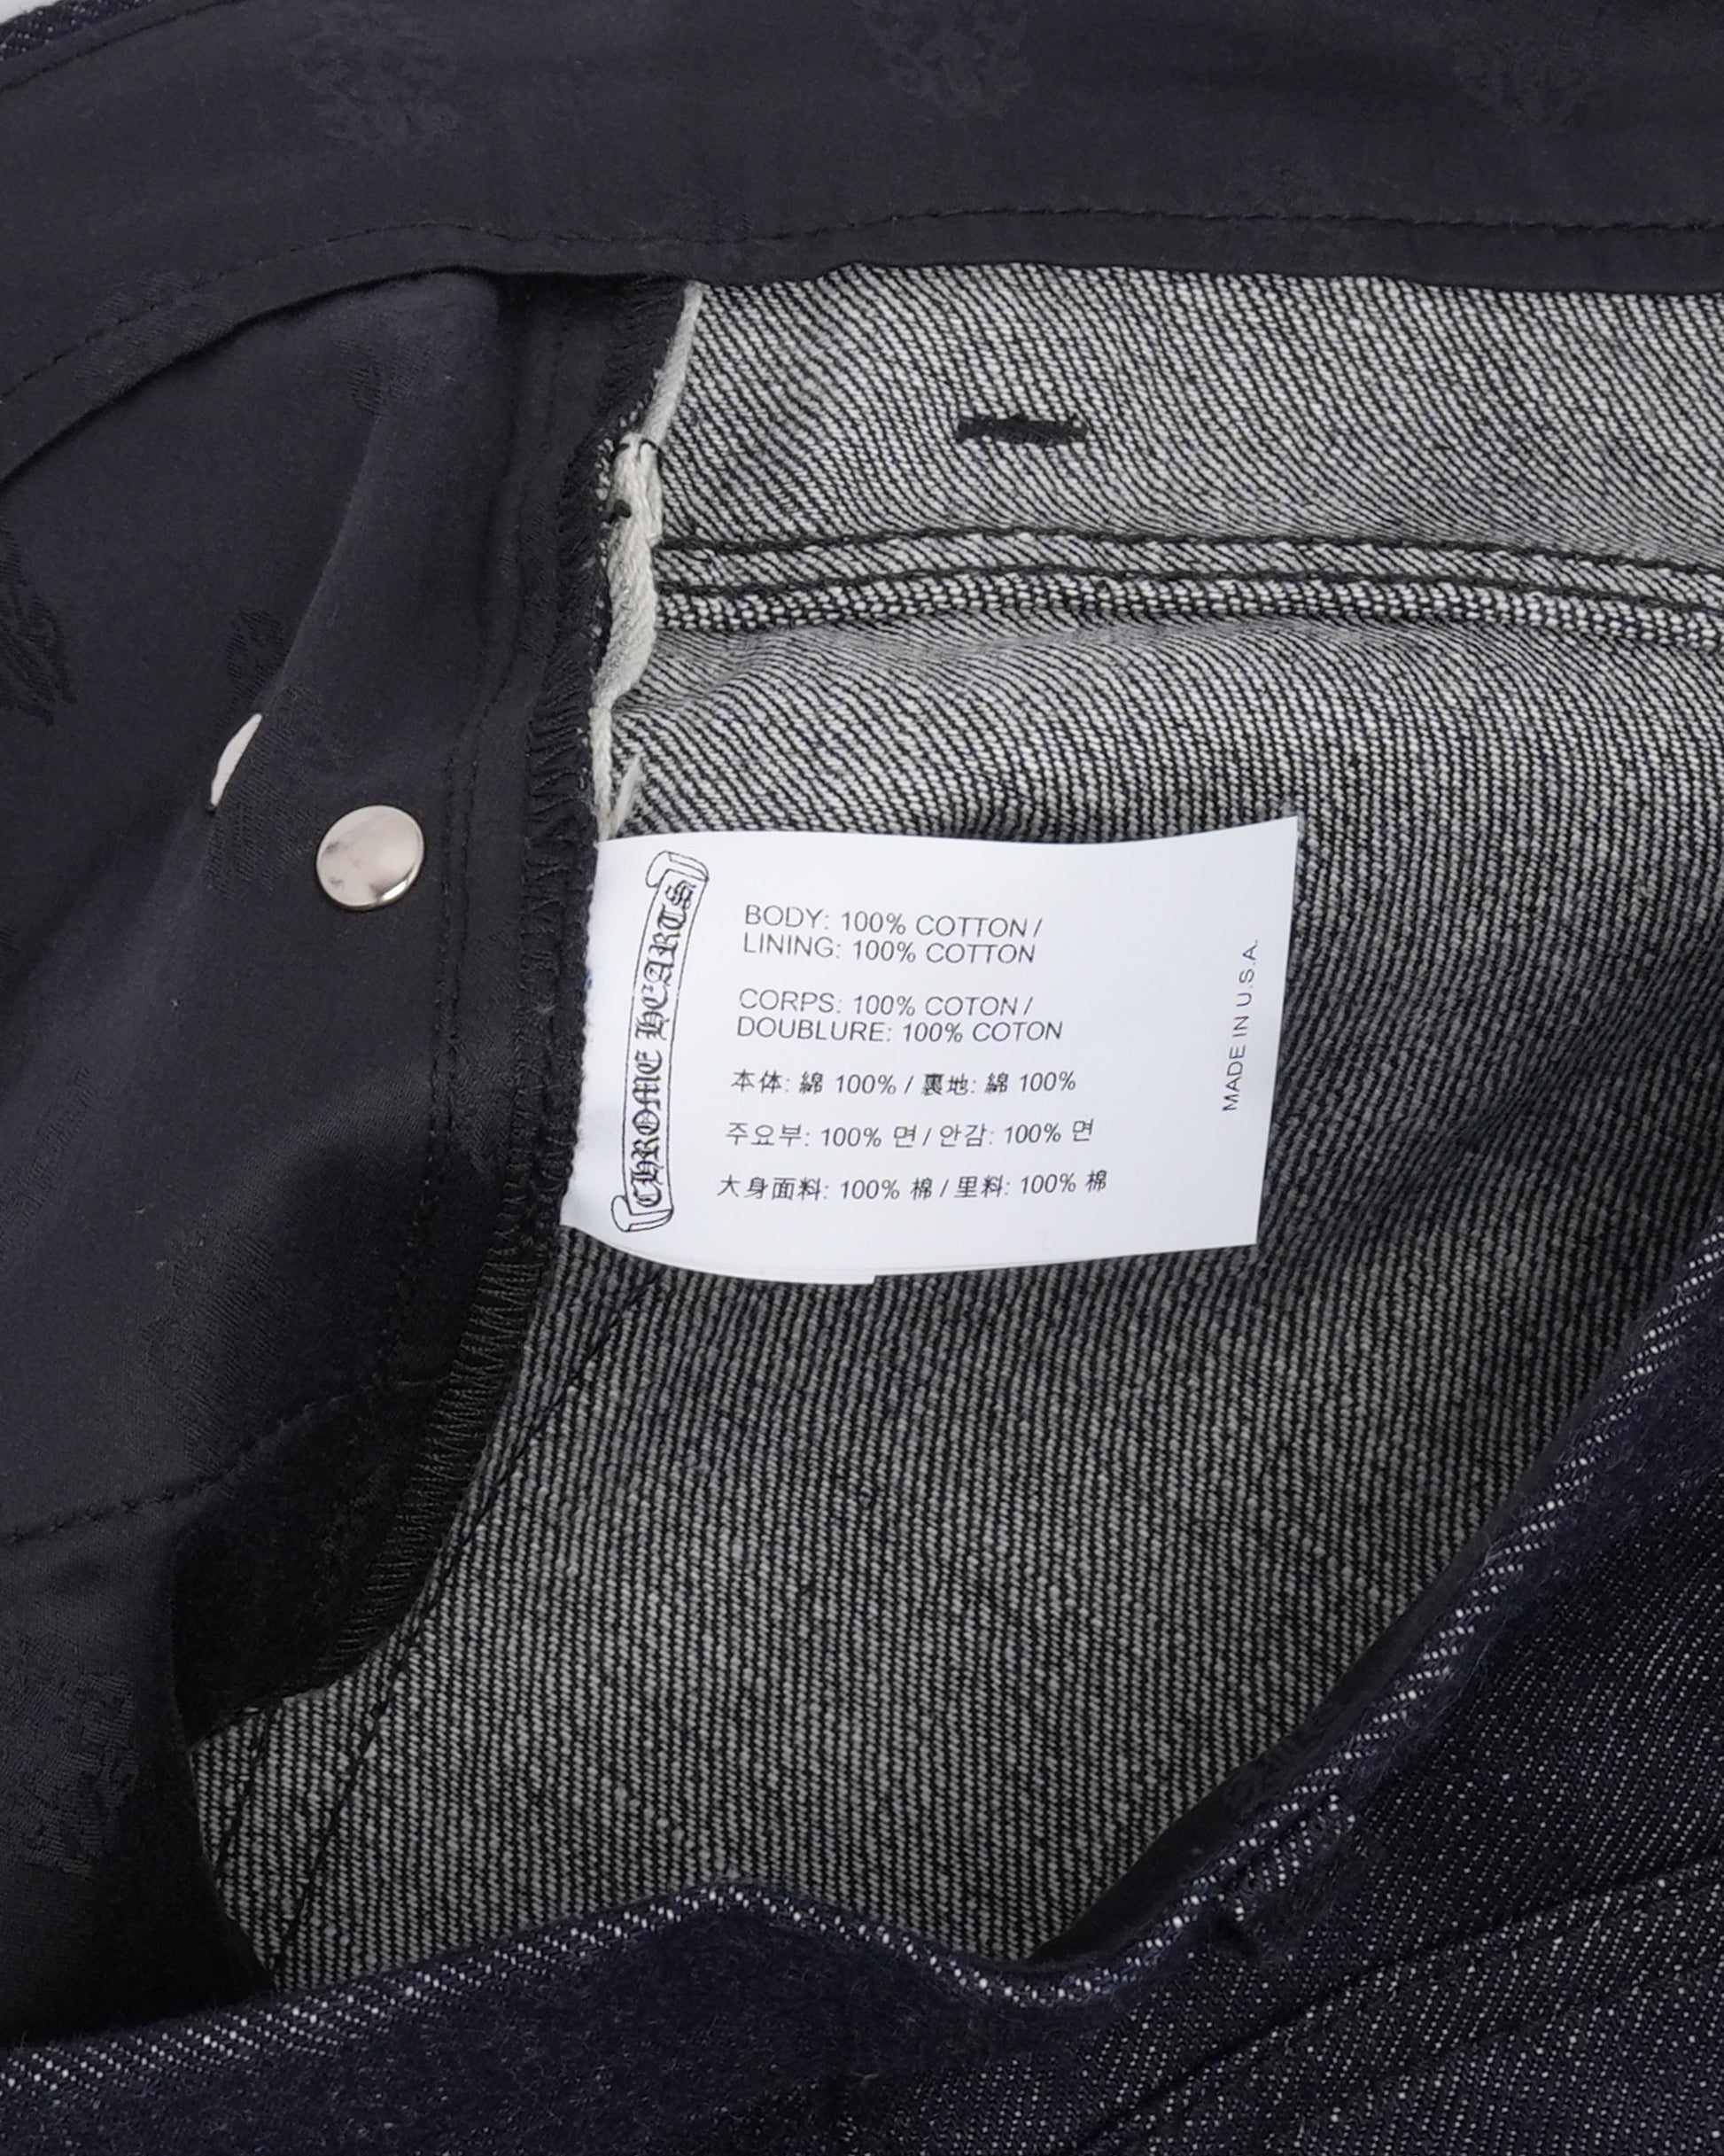 CHROME HEARTS
BODY: 100% COTTON /
LINING: 100% COTTON
CORPS: 100% COTON /
DOUBLURE: 100% COTON
本体: 綿 100% / 裏地: 綿 100%
주요부: 100% 면 / 안감: 100% 면
大身面料: 100% 棉 / 里料: 100% 棉
MADE IN U.S.A.